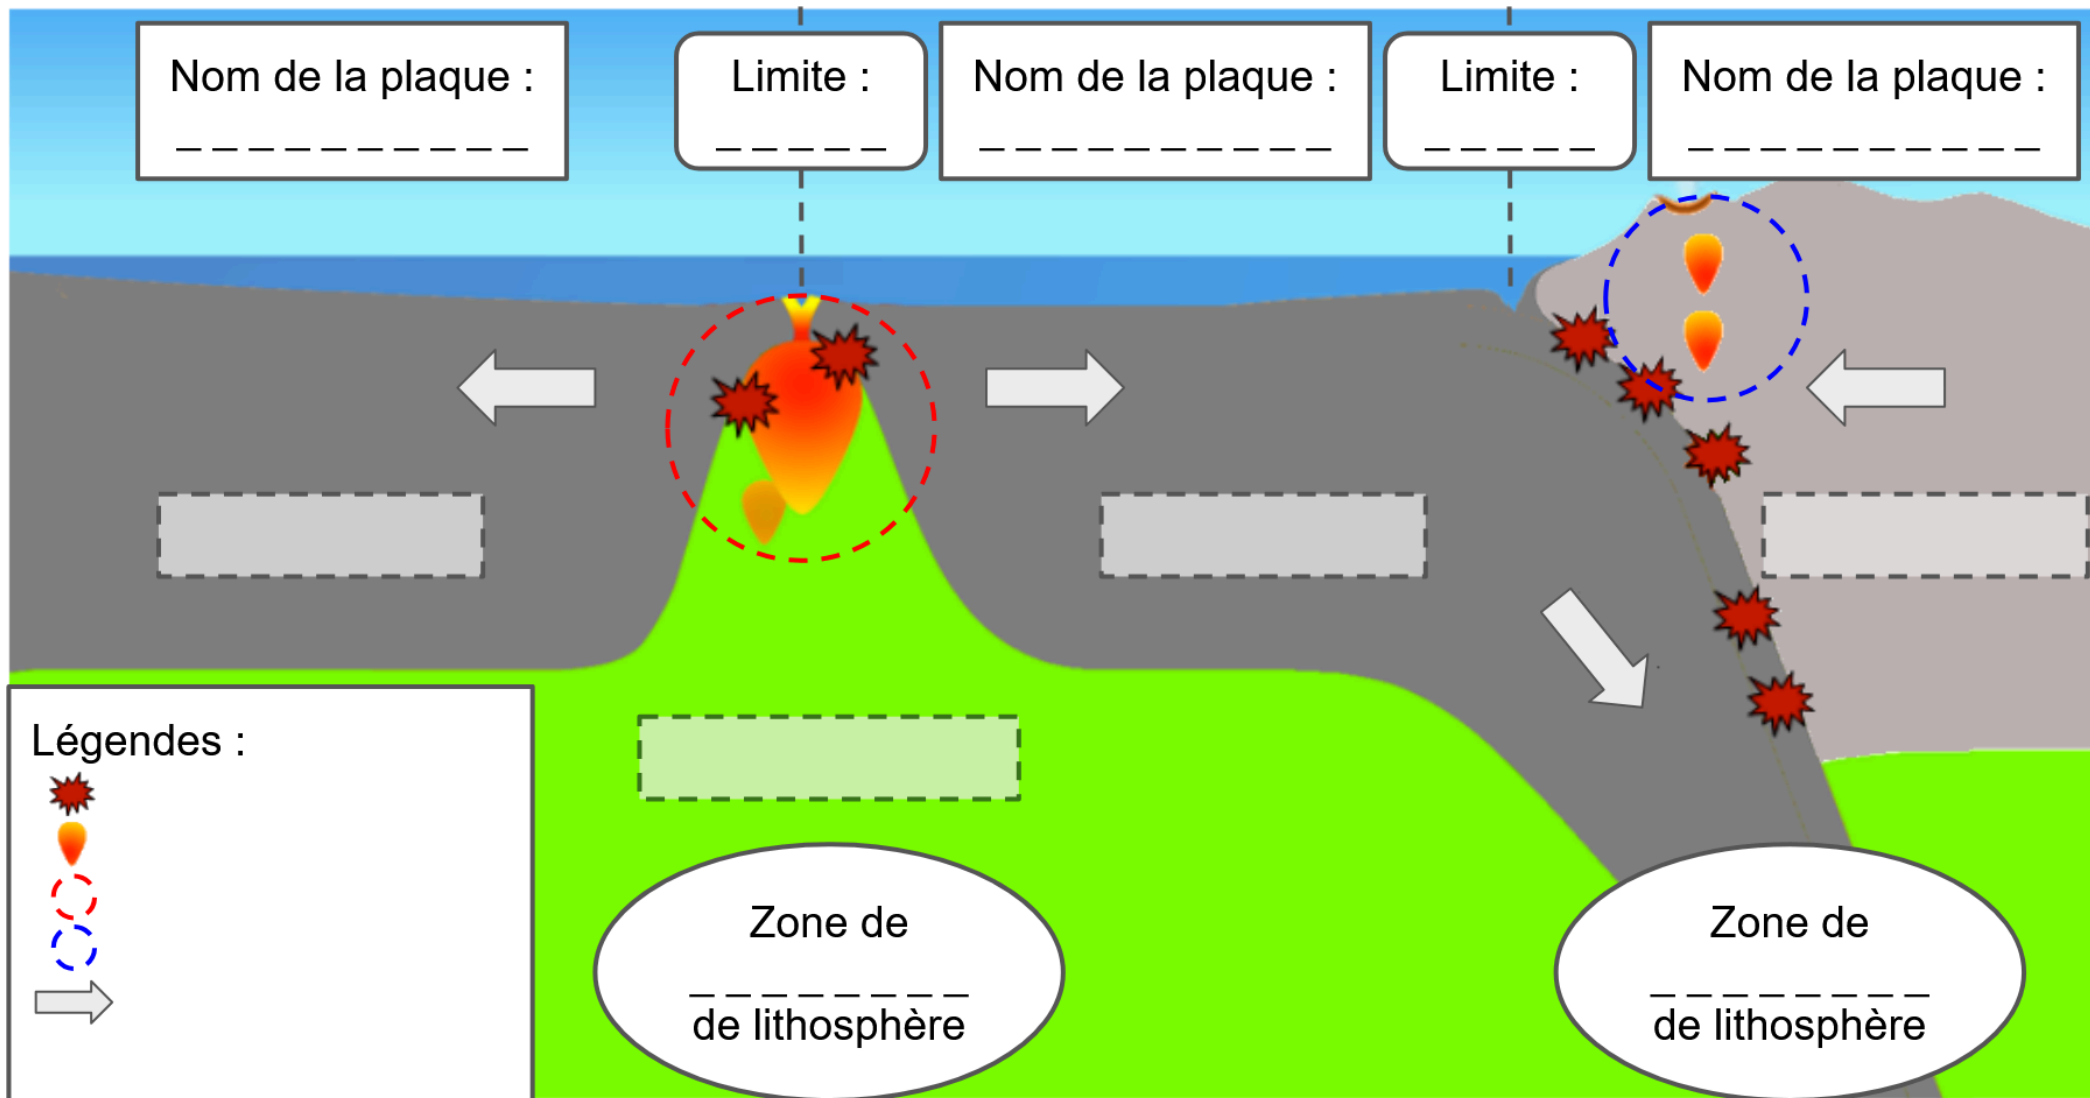 Nom de la plaque :
_ _ _ _ _ _ _ _ _ _
Limite :
_ _ _ _ _
Nom de la plaque :
_ _ _ _ _ _ _ _ _ _
Limite :
_ _ _ _ _
Nom de la plaque :
_ _ _ _ _ _ _ _ _ _
Légendes :
Zone de
_ _ _ _ _ _ _ _
de lithosphère
Zone de
_ _ _ _ _ _ _ _
de lithosphère